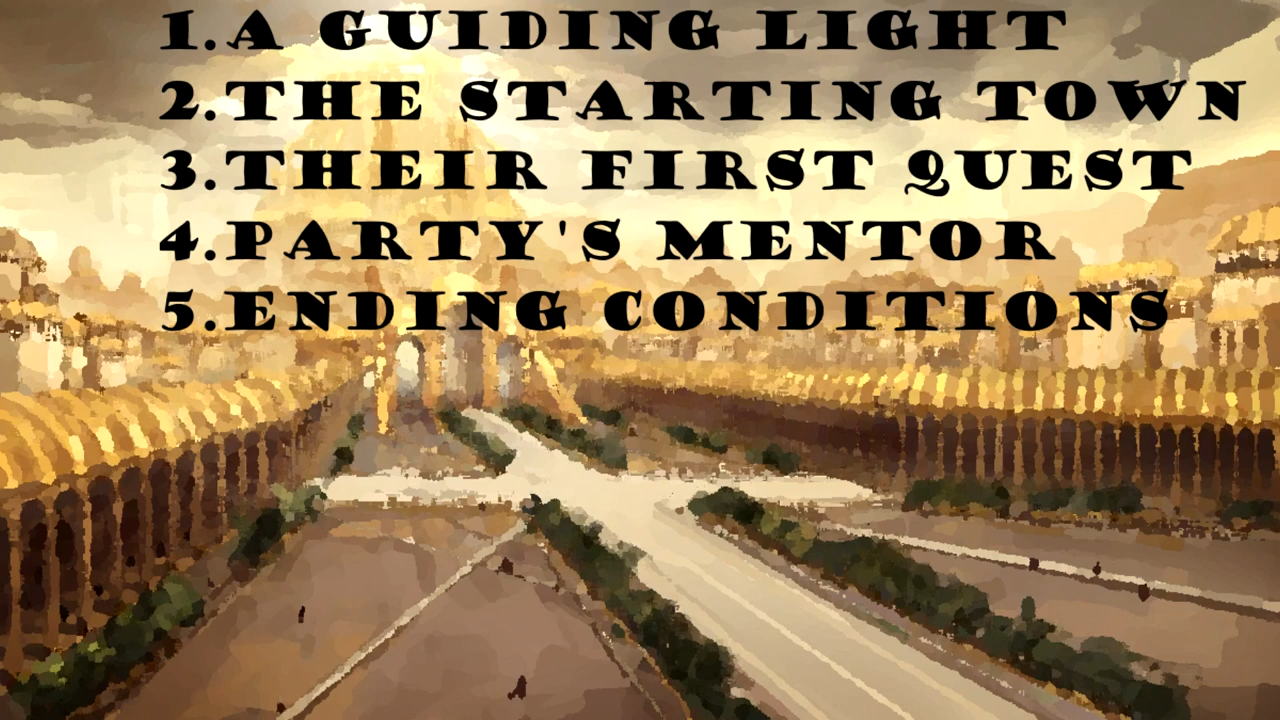 1.A GUIDING LIGHT
2.THE STARTING TOWN
3.THEIR FIRST QUEST
4.PARTY'S MENTOR
5.ENDING CONDITIONS